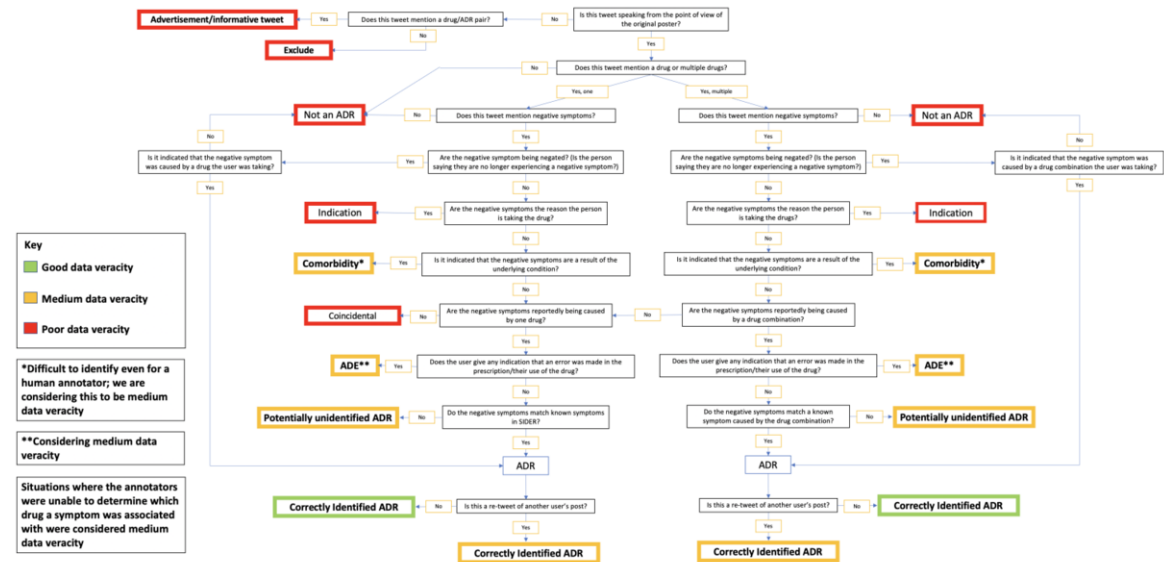 Advertisement/informative tweet
Yes
Does this tweet mention a drug/ADR pair?
No
Is this tweet speaking from the point of view of
the original poster?
No
Exclude
Yes
No
Does this tweet mention a drug or multiple drugs?
Yes, one
Yes, multiple
Not an ADR
No
Does this tweet mention negative symptoms?
Does this tweet mention negative symptoms?
No
Not an ADR
No
Yes
Yes
No
Is it indicated that the negative symptom
was caused by a drug the user was taking?
Yes
Are the negative symptom being negated? (Is the person
saying they are no longer experiencing a negative symptom?)
Are the negative symptoms being negated? (Is the person
saying they are no longer experiencing a negative symptom?)
Yes
Is it indicated that the negative symptom was
caused by a drug combination the user was taking?
Yes
No
No
Yes
Indication
Yes
Are the negative symptoms the reason the person
is taking the drug?
Are the negative symptoms the reason the person
is taking the drugs?
Yes
Indication
No
No
Key
Good data veracity
Medium data veracity
Poor data veracity
Comorbidity*
Yes
Is it indicated that the negative symptoms are a result of the
underlying condition?
Is it indicated that the negative symptoms are a result of the
underlying condition?
Yes
Comorbidity*
No
No
Coincidental
No
Are the negative symptoms reportedly being caused
by one drug?
No
Are the negative symptoms reportedly being caused
by a drug combination?
Yes
Yes
*Difficult to identify even for a
human annotator; we are
considering this to be medium
data veracity
ADE**
Yes
Does the user give any indication that an error was made in the
prescription/their use of the drug?
Does the user give any indication that an error was made in the
prescription/their use of the drug?
Yes
ADE**
No
No
Potentially unidentified ADR
No
Do the negative symptoms match known symptoms
in SIDER?
Do the negative symptoms match a known
symptom caused by the drug combination?
No
Potentially unidentified ADR
**Considering medium data
veracity
Yes
Yes
ADR
ADR
Situations where the annotators
were unable to determine which
drug a symptom was associated
with were considered medium
data veracity
Correctly Identified ADR
No
Is this a re-tweet of another user's post?
Is this a re-tweet of another user's post?
No
Correctly Identified ADR
Yes
Yes
Correctly Identified ADR
Correctly Identified ADR